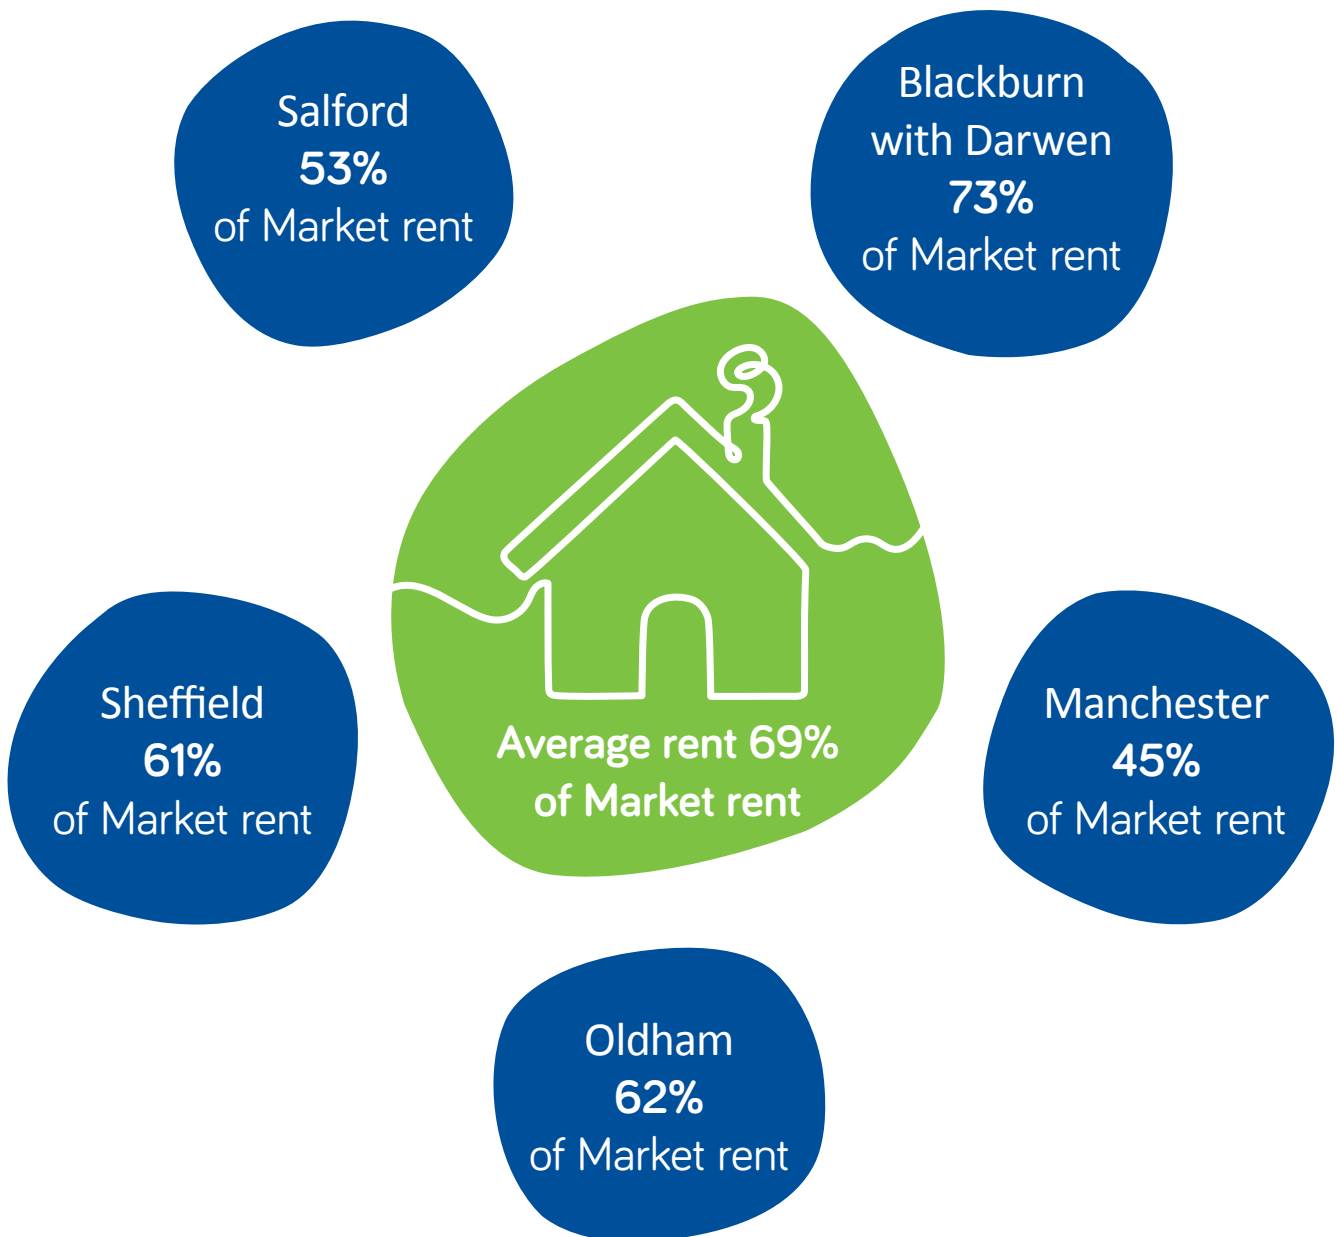 Salford
53%
of Market rent
Blackburn
with Darwen
73%
of Market rent
Average rent 69%
of Market rent
Sheffield
61%
of Market rent
Manchester
45%
of Market rent
Oldham
62%
of Market rent